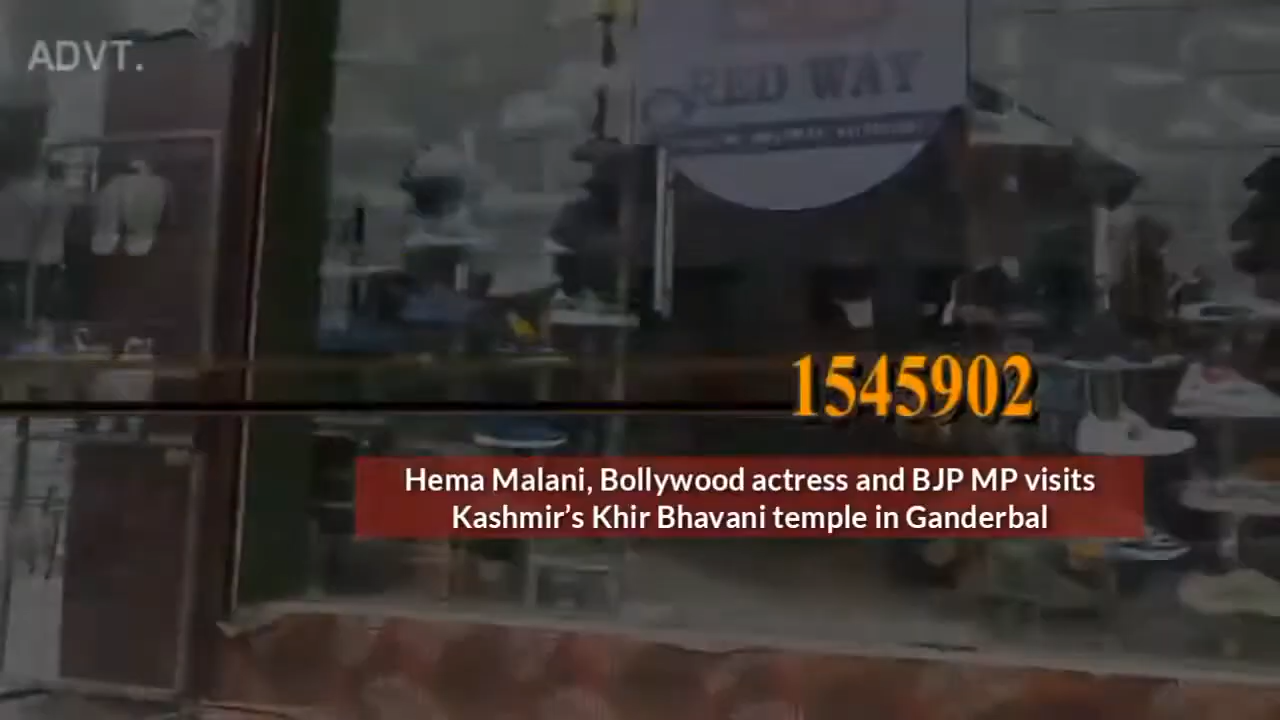 ADVT.
RED WAY
1545902
Hema Malani, Bollywood actress and BJP MP visits
Kashmir’s Khir Bhavani temple in Ganderbal